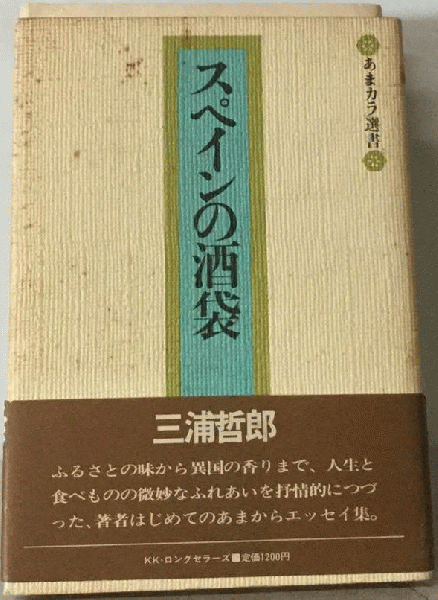 あまカラ選書
スペインの酒袋
三浦哲郎
ふるさとの味から異国の香りまで、人生と
食べものの微妙なふれあいを抒情的につづ
った、著者はじめてのあまからエッセイ集。
KK・ロングセラーズ■定価1200円